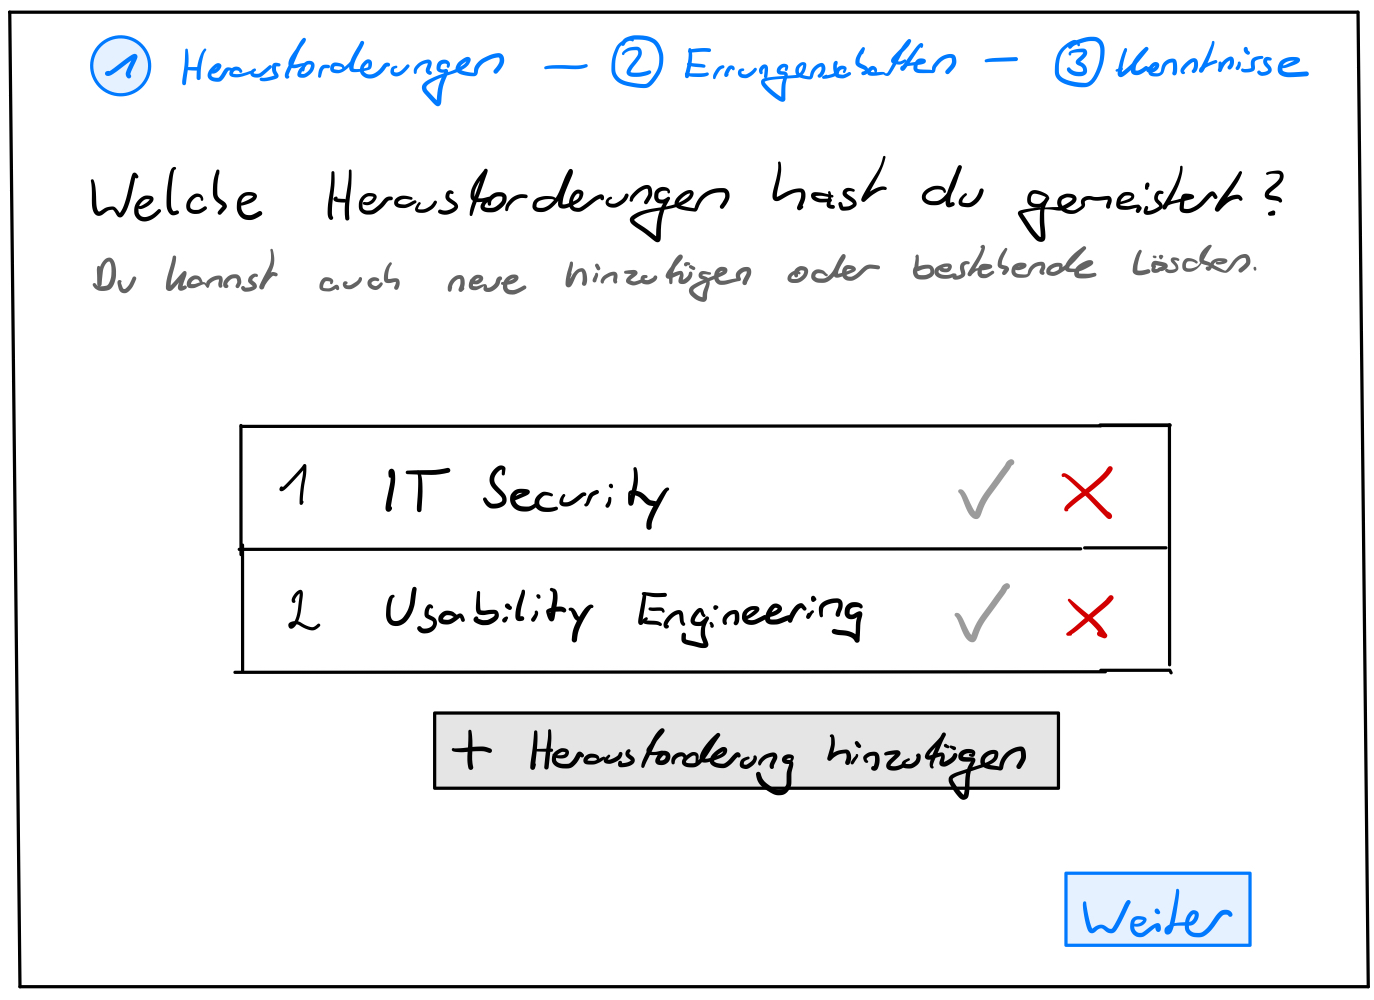 1 Herausforderungen — 2 Errungenschaften — 3 Kenntnisse
Welche Herausforderungen hast du gemeistert?
Du kannst auch neue hinzufügen oder bestehende Löschen.
1 IT Security ✓ ✗
2 Usability Engineering ✓ ✗
+ Herausforderung hinzufügen
Weiter